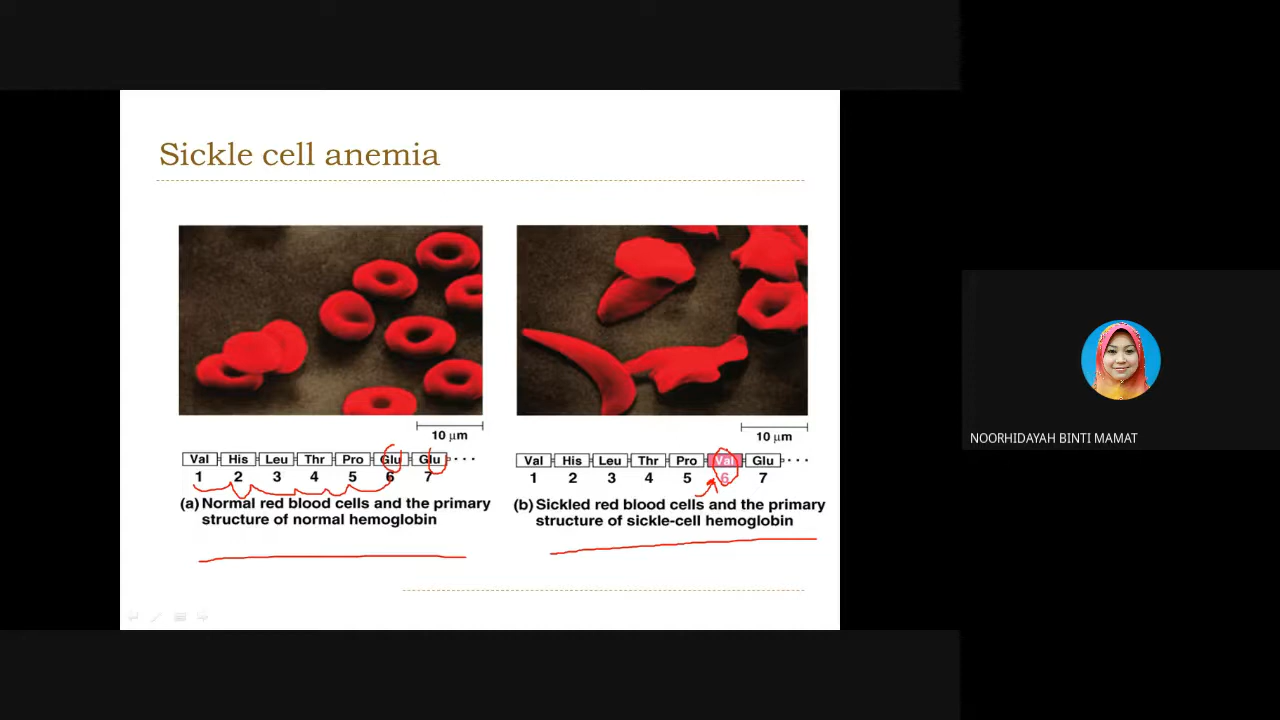 Sickle cell anemia
10 µm
10 µm
Val His Leu Thr Pro Glu Glu ...
1 2 3 4 5 6 7
(a) Normal red blood cells and the primary
structure of normal hemoglobin
Val His Leu Thr Pro Val Glu ...
1 2 3 4 5 6 7
(b) Sickled red blood cells and the primary
structure of sickle-cell hemoglobin
NOORHIDAYAH BINTI MAMAT